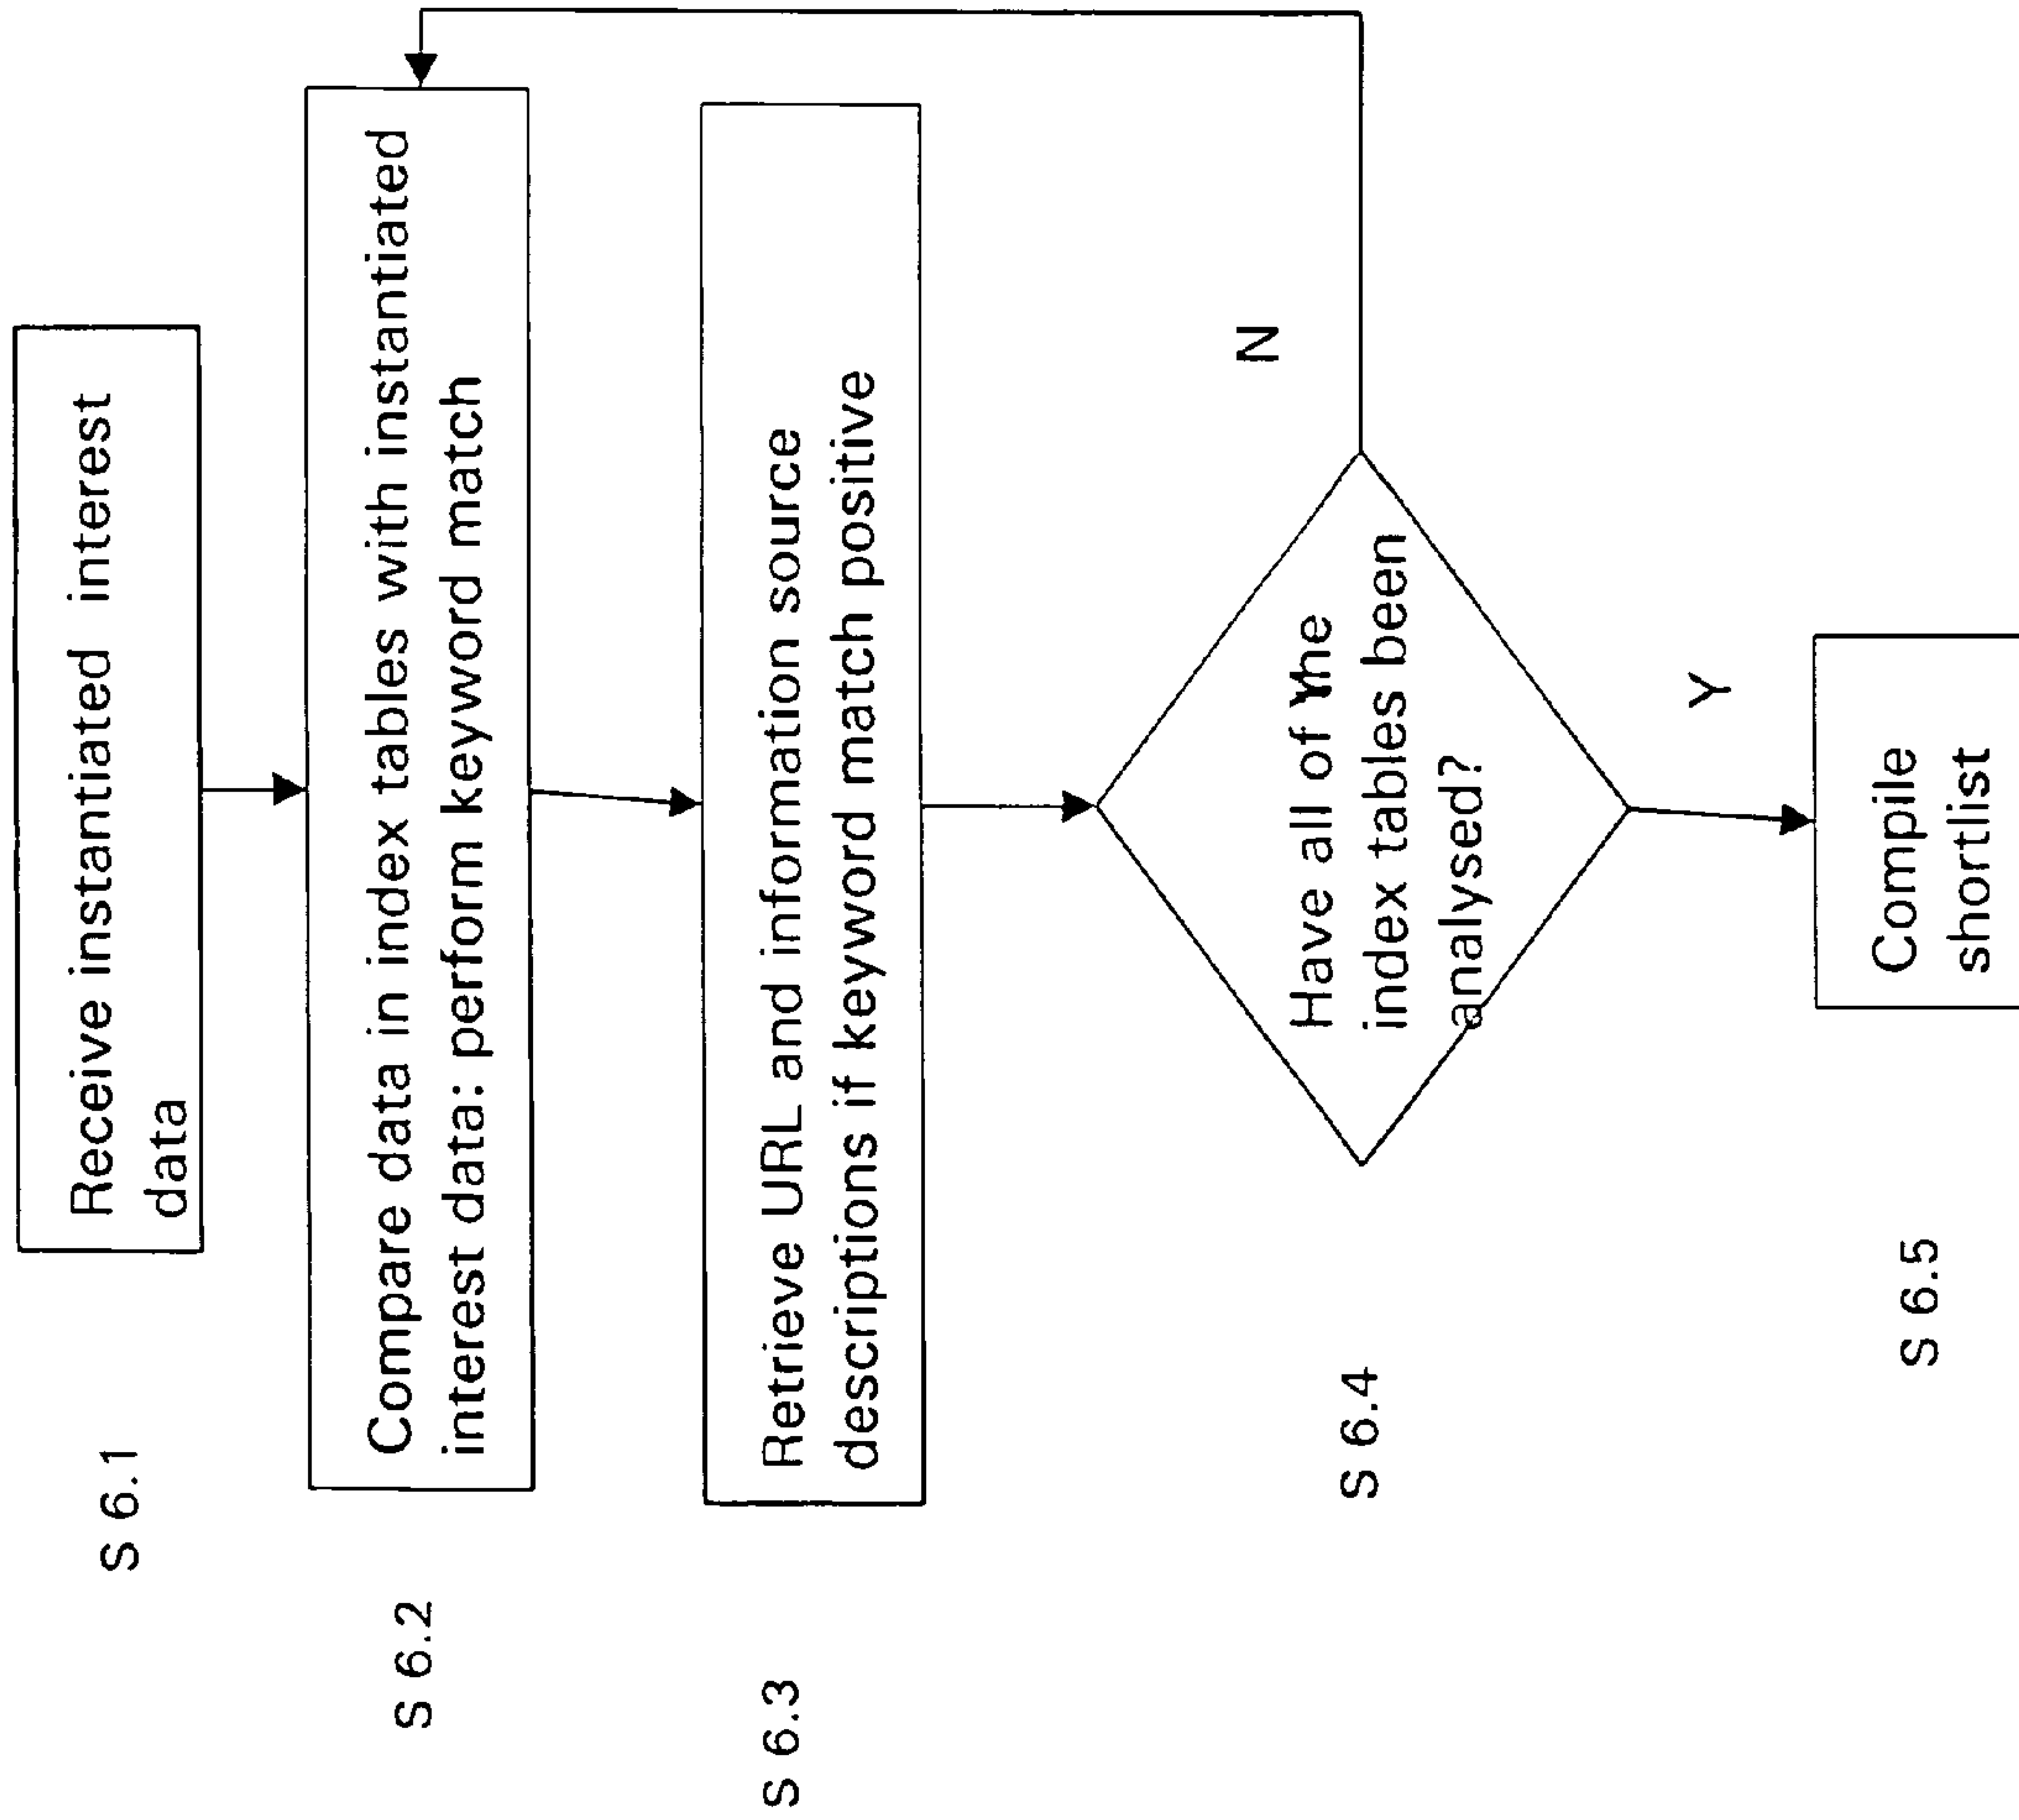 S 6.1
Receive instantiated interest
data
S 6.2
Compare data in index tables with instantiated
interest data: perform keyword match
S 6.3
Retrieve URL and information source
descriptions if keyword match positive
S 6.4
Have all of the
index tables been
analysed?
N
Y
S 6.5
Compile
shortlist